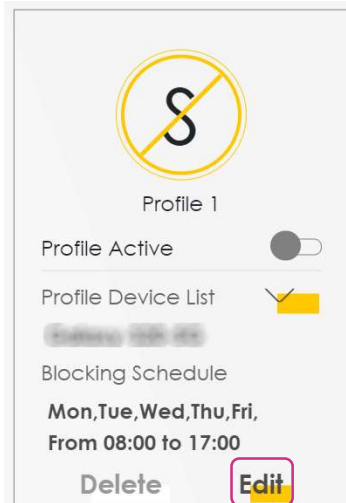 S
Profile 1
Profile Active
Profile Device List
Blocking Schedule
Mon,Tue,Wed,Thu,Fri,
From 08:00 to 17:00
Delete Edit